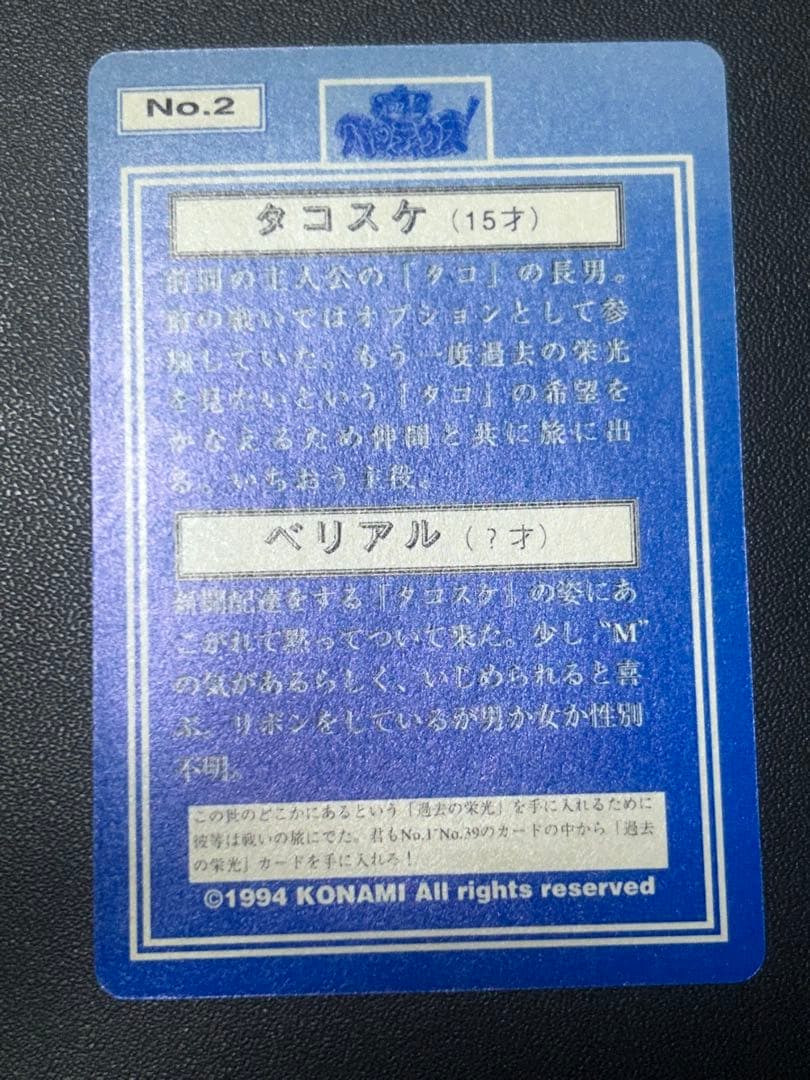 No.2
極上パロディウス
タコスケ（15才）
前回の主人公の「タコ」の長男。
前の戦いではオプションとして参
戦していた。もう一度過去の栄光
を見たいという「タコ」の希望を
かなえるため仲間と共に旅に出
る。いちおう主役。
ベリアル（？才）
新聞配達をする「タコスケ」の姿にあ
こがれて黙ってついて来た。少し“M”
の気があるらしく、いじめられると喜
ぶ。リボンをしているが男か女か性別
不明。
この世のどこかにあるという「過去の栄光」を手に入れるために
彼等は戦いの旅にでた。君もNo.1~No.39のカードの中から「過去
の栄光」カードを手に入れろ！
©1994 KONAMI All rights reserved